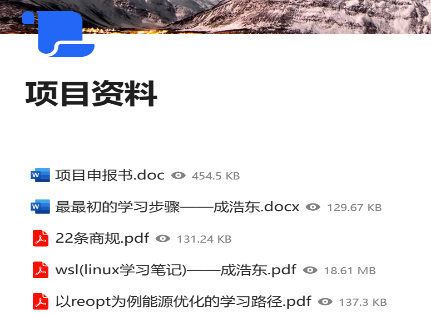 项目资料
项目申报书.doc 454.5 KB
最最初的学习步骤——成浩东.docx 129.67 KB
22条商规.pdf 131.24 KB
wsl(linux学习笔记)——成浩东.pdf 18.61 MB
以reopt为例能源优化的学习路径.pdf 137.3 KB